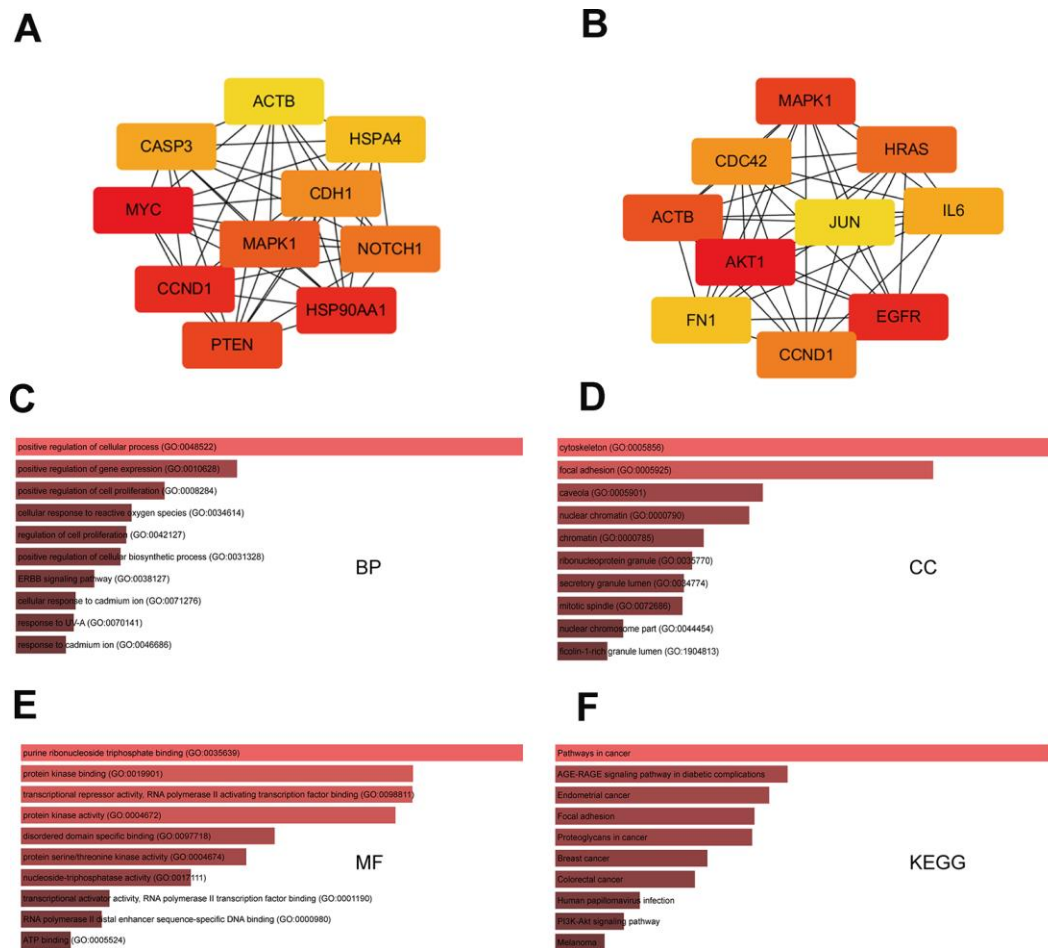 A
ACTB
CASP3
HSPA4
CDH1
MYC
MAPK1
NOTCH1
CCND1
HSP90AA1
PTEN
B
MAPK1
HRAS
CDC42
IL6
ACTB
JUN
AKT1
FN1
EGFR
CCND1
C
positive regulation of cellular process (GO:0048522)
positive regulation of gene expression (GO:0010628)
positive regulation of cell proliferation (GO:0008284)
cellular response to reactive oxygen species (GO:0034614)
regulation of cell proliferation (GO:0042127)
positive regulation of cellular biosynthetic process (GO:0031328)
ERBB signaling pathway (GO:0038127)
cellular response to cadmium ion (GO:0071276)
response to UV-A (GO:0070141)
response to cadmium ion (GO:0046686)
BP
D
cytoskeleton (GO:0005856)
focal adhesion (GO:0005925)
caveola (GO:0005901)
nuclear chromatin (GO:0000790)
chromatin (GO:0000785)
ribonucleoprotein granule (GO:0035770)
secretory granule lumen (GO:0034774)
mitotic spindle (GO:0072686)
nuclear chromosome part (GO:0044454)
ficolin-1-rich granule lumen (GO:1904813)
CC
E
purine ribonucleoside triphosphate binding (GO:0035639)
protein kinase binding (GO:0019901)
transcriptional repressor activity, RNA polymerase II activating transcription factor binding (GO:0098811)
protein kinase activity (GO:0004672)
disordered domain specific binding (GO:0097718)
protein serine/threonine kinase activity (GO:0004674)
nucleoside-triphosphatase activity (GO:0017111)
transcriptional activator activity, RNA polymerase II transcription factor binding (GO:0001190)
RNA polymerase II distal enhancer sequence-specific DNA binding (GO:0000980)
ATP binding (GO:0005524)
MF
F
Pathways in cancer
AGE-RAGE signaling pathway in diabetic complications
Endometrial cancer
Focal adhesion
Proteoglycans in cancer
Breast cancer
Colorectal cancer
Human papillomavirus infection
PI3K-Akt signaling pathway
Melanoma
KEGG